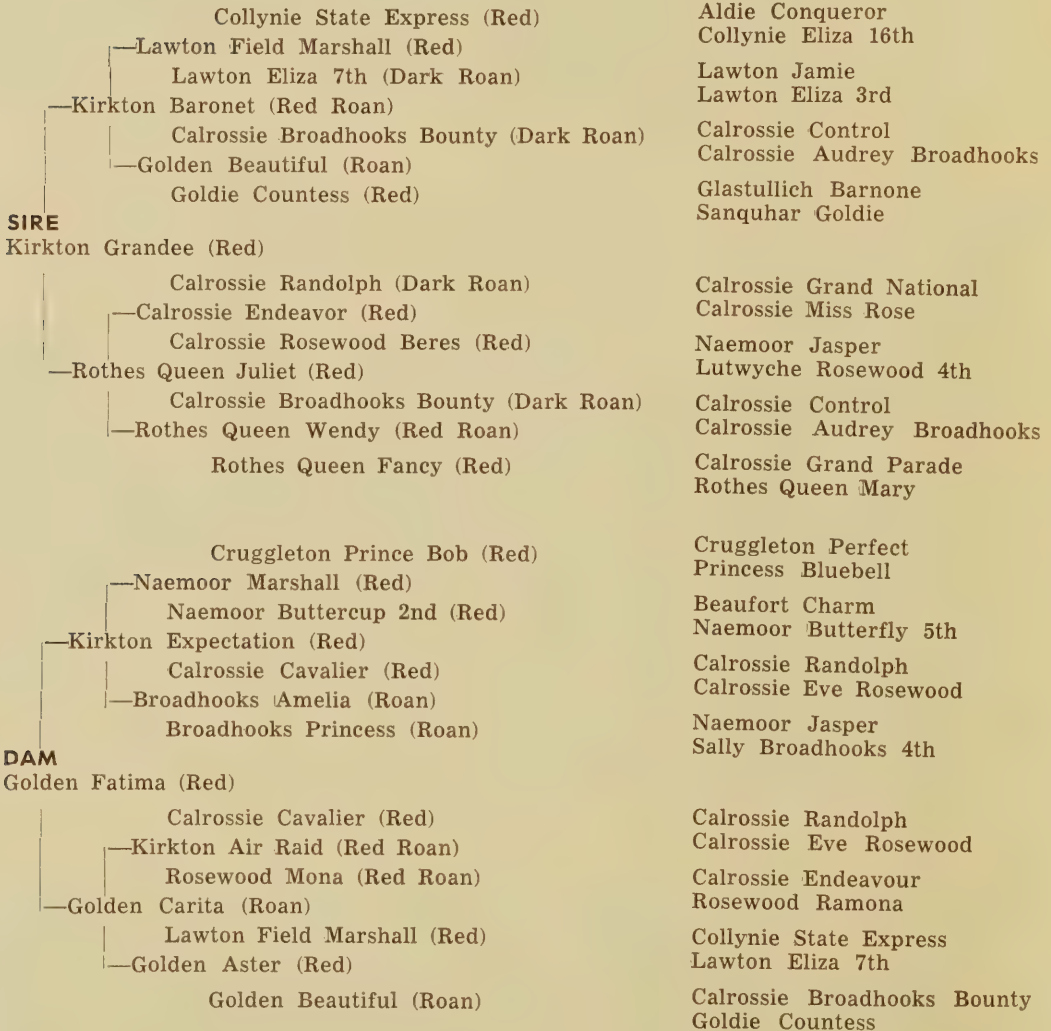 Collynie State Express (Red) Aldie Conqueror
Collynie Eliza 16th
Lawton Field Marshall (Red)
Lawton Eliza 7th (Dark Roan) Lawton Jamie
Lawton Eliza 3rd
Kirkton Baronet (Red Roan)
Calrossie Broadhooks Bounty (Dark Roan) Calrossie Control
Calrossie Audrey Broadhooks
Golden Beautiful (Roan)
Goldie Countess (Red) Glastullich Barnone
Sanquhar Goldie
SIRE
Kirkton Grandee (Red)
Calrossie Randolph (Dark Roan) Calrossie Grand National
Calrossie Miss Rose
Calrossie Endeavor (Red)
Calrossie Rosewood Beres (Red) Naemoor Jasper
Lutwyche Rosewood 4th
Rothes Queen Juliet (Red)
Calrossie Broadhooks Bounty (Dark Roan) Calrossie Control
Calrossie Audrey Broadhooks
Rothes Queen Wendy (Red Roan)
Rothes Queen Fancy (Red) Calrossie Grand Parade
Rothes Queen Mary
Cruggleton Prince Bob (Red) Cruggleton Perfect
Princess Bluebell
Naemoor Marshall (Red)
Naemoor Buttercup 2nd (Red) Beaufort Charm
Naemoor Butterfly 5th
Kirkton Expectation (Red)
Calrossie Cavalier (Red) Calrossie Randolph
Calrossie Eve Rosewood
Broadhooks Amelia (Roan)
Broadhooks Princess (Roan) Naemoor Jasper
Sally Broadhooks 4th
DAM
Golden Fatima (Red)
Calrossie Cavalier (Red) Calrossie Randolph
Calrossie Eve Rosewood
Kirkton Air Raid (Red Roan)
Rosewood Mona (Red Roan) Calrossie Endeavour
Rosewood Ramona
Golden Carita (Roan)
Lawton Field Marshall (Red) Collynie State Express
Lawton Eliza 7th
Golden Aster (Red)
Golden Beautiful (Roan) Calrossie Broadhooks Bounty
Goldie Countess